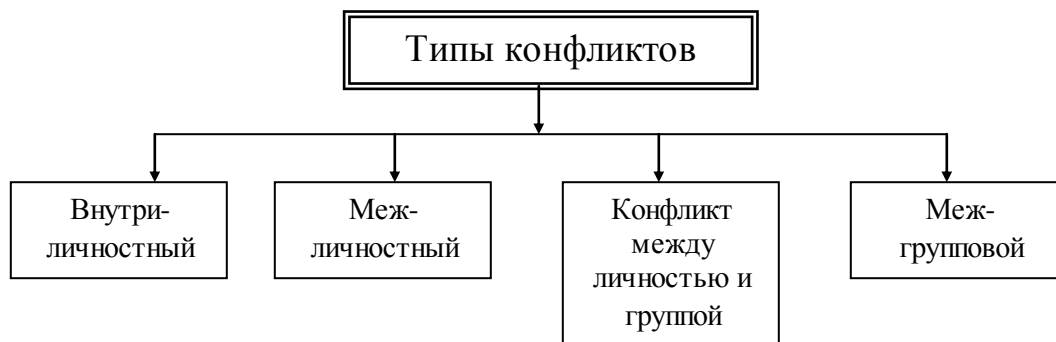 Типы конфликтов
Внутри-
личностный
Меж-
личностный
Конфликт
между
личностью и
группой
Меж-
групповой